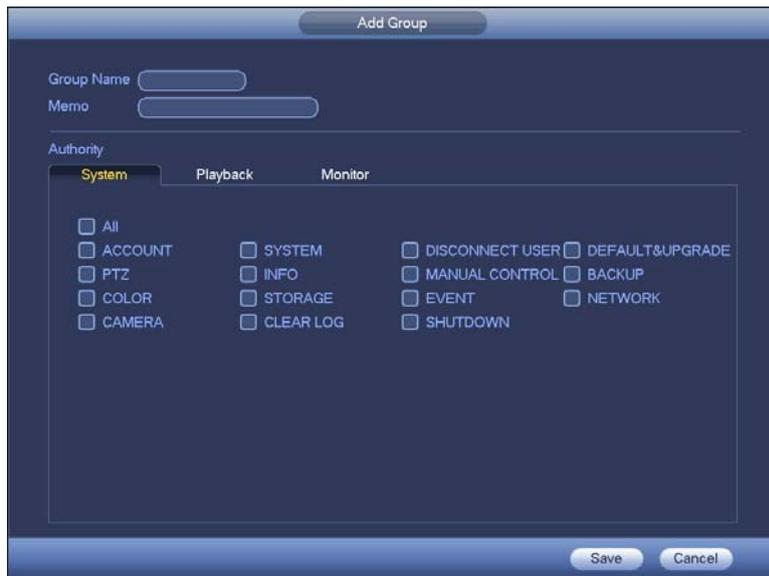 Add Group
Group Name
Memo
Authority
System Playback Monitor
All
ACCOUNT SYSTEM DISCONNECT USER DEFAULT&UPGRADE
PTZ INFO MANUAL CONTROL BACKUP
COLOR STORAGE EVENT NETWORK
CAMERA CLEAR LOG SHUTDOWN
Save Cancel